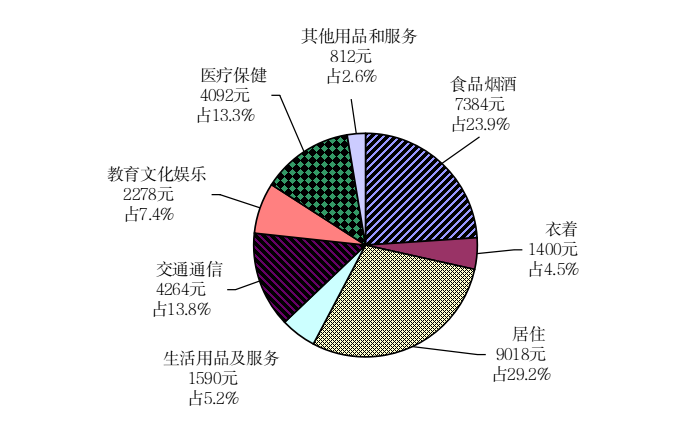 其他用品和服务
812元
占2.6%
食品烟酒
7384元
占23.9%
衣着
1400元
占4.5%
居住
9018元
占29.2%
生活用品及服务
1590元
占5.2%
交通通信
4264元
占13.8%
教育文化娱乐
2278元
占7.4%
医疗保健
4092元
占13.3%